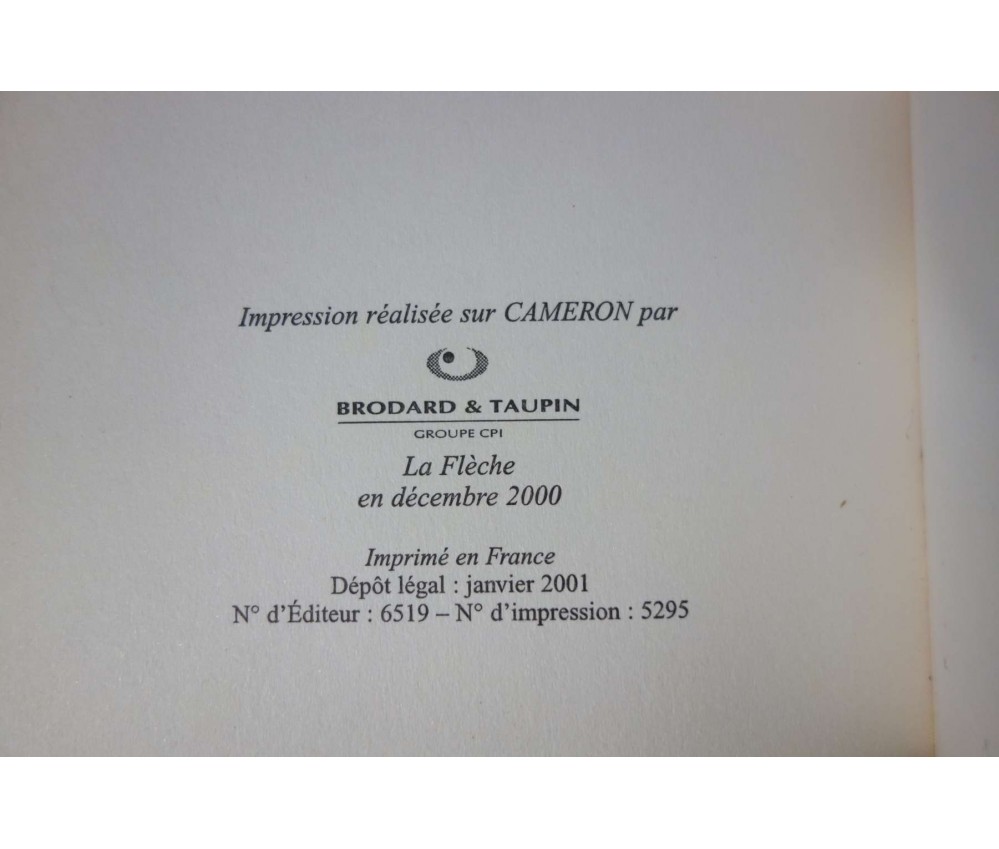 Impression réalisée sur CAMERON par
BRODARD & TAUPIN
GROUPE CPI
La Flèche
en décembre 2000
Imprimé en France
Dépôt légal : janvier 2001
N° d'Éditeur : 6519 – N° d'impression : 5295